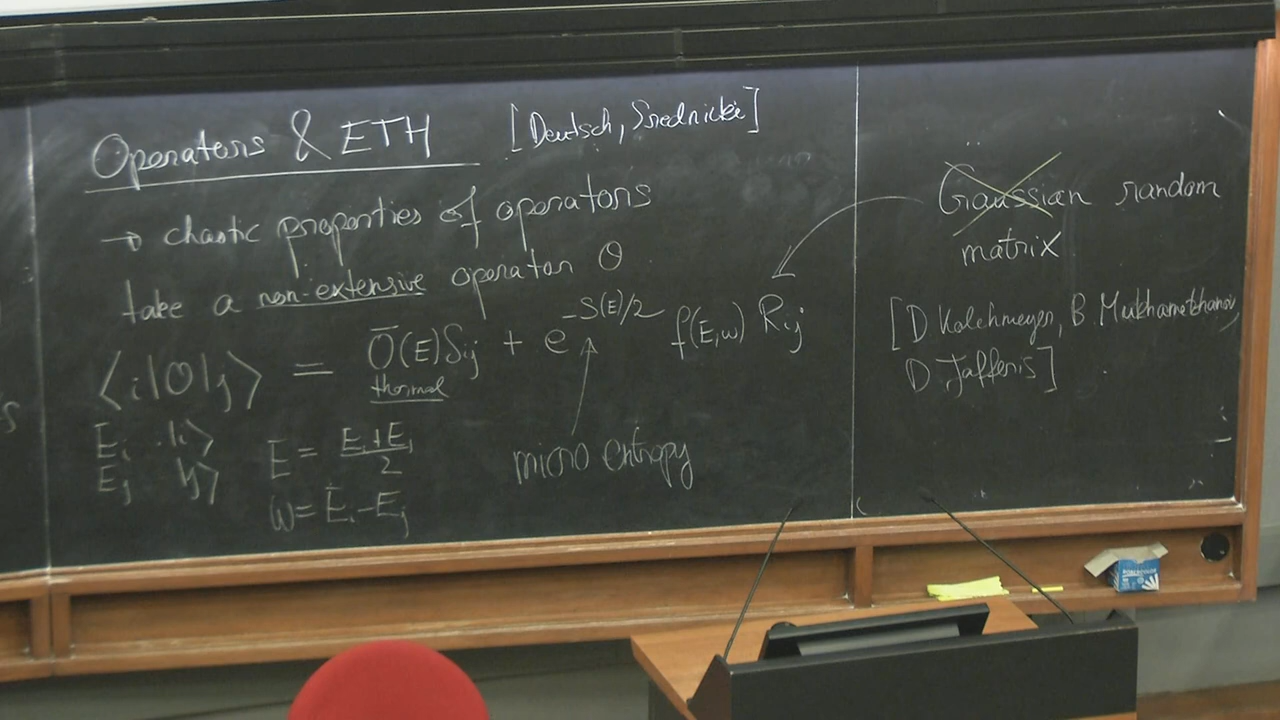 Operators & ETH [Deutsch, Srednicki]
→ chaotic properties of operators
take a non-extensive operator O
⟨i|O|j⟩ = Ō(E)δij + e^{-S(E)/2} f(E,ω) Rij
thermal
Ei |i⟩
Ej |j⟩
E = (Ei+Ej)/2
ω = Ei-Ej
micro entropy
Gaussian random
matrix
[D Kolchmeyer, B. Mukhametzhanov,
D Jafferis]